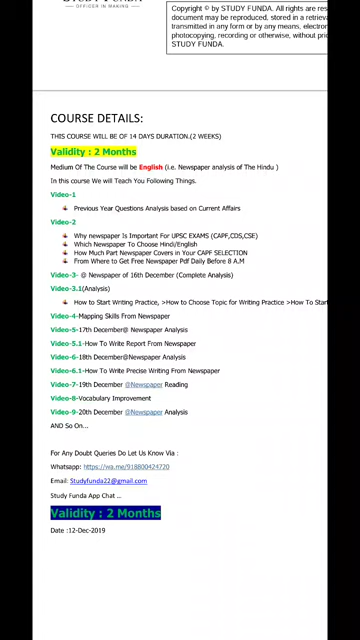 STUDY FUNDA
— OFFICER IN MAKING —
Copyright © by STUDY FUNDA. All rights are res
document may be reproduced, stored in a retrieva
transmitted in any form or by any means, electron
photocopying, recording or otherwise, without prio
STUDY FUNDA.
COURSE DETAILS:
THIS COURSE WILL BE OF 14 DAYS DURATION.(2 WEEKS)
Validity : 2 Months
Medium Of The Course will be English (i.e. Newspaper analysis of The Hindu )
In this course We will Teach You Following Things.
Video-1
Previous Year Questions Analysis based on Current Affairs
Video-2
Why newspaper Is Important For UPSC EXAMS (CAPF,CDS,CSE)
Which Newspaper To Choose Hindi/English
How Much Part Newspaper Covers in Your CAPF SELECTION
From Where to Get Free Newspaper Pdf Daily Before 8 A.M
Video-3- @ Newspaper of 16th December (Complete Analysis)
Video-3.1(Analysis)
How to Start Writing Practice, >How to Choose Topic for Writing Practice >How To Start
Video-4-Mapping Skills From Newspaper
Video-5-17th December@ Newspaper Analysis
Video-5.1-How To Write Report From Newspaper
Video-6-18th December@Newspaper Analysis
Video-6.1-How To Write Precise Writing From Newspaper
Video-7-19th December @Newspaper Reading
Video-8-Vocabulary Improvement
Video-9-20th December @Newspaper Analysis
AND So On...
For Any Doubt Queries Do Let Us Know Via :
Whatsapp: https://wa.me/918800424720
Email: Studyfunda22@gmail.com
Study Funda App Chat ...
Validity : 2 Months
Date :12-Dec-2019